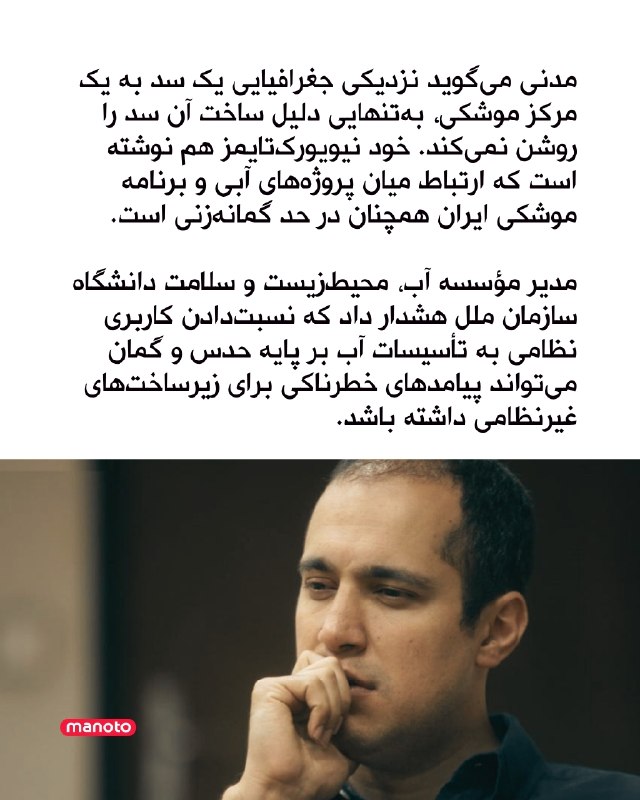 مدنی می‌گوید نزدیکی جغرافیایی یک سد به یک
مرکز موشکی، به‌تنهایی دلیل ساخت آن سد را
روشن نمی‌کند. خود نیویورک‌تایمز هم نوشته
است که ارتباط میان پروژه‌های آبی و برنامه
موشکی ایران همچنان در حد گمانه‌زنی است.
مدیر مؤسسه آب، محیط‌زیست و سلامت دانشگاه
سازمان ملل هشدار داد که نسبت‌دادن کاربری
نظامی به تأسیسات آب بر پایه حدس و گمان
می‌تواند پیامدهای خطرناکی برای زیرساخت‌های
غیرنظامی داشته باشد.
manoto